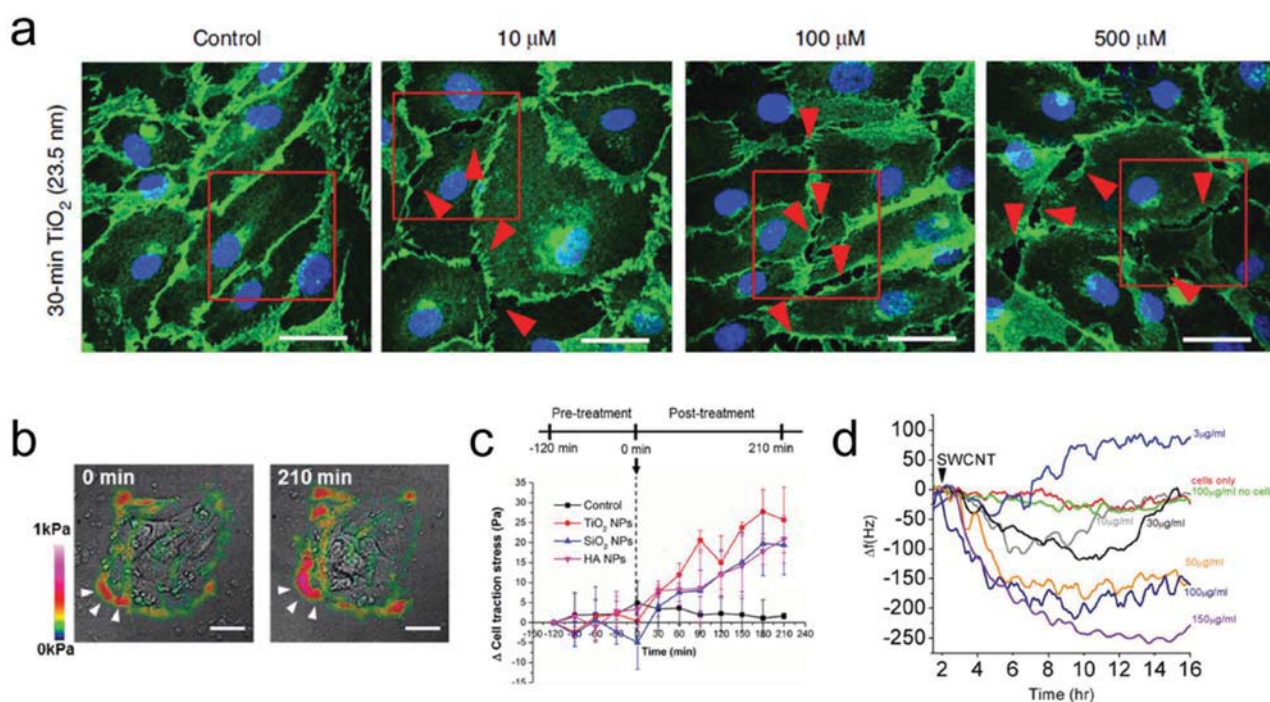 a
Control
10 μM
100 μM
500 μM
30-min TiO2 (23.5 nm)
b
0 min
210 min
1kPa
0kPa
c
Pre-treatment
Post-treatment
-120 min
0 min
210 min
Δ Cell traction stress (Pa)
35
30
25
20
15
10
5
0
-5
-10
-15
Control
TiO2 NPs
SiO2 NPs
HA NPs
-150 -120 -90 -60 -30 0 30 60 90 120 150 180 210 240
Time (min)
d
Δf(Hz)
100
50
0
-50
-100
-150
-200
-250
SWCNT
3μg/ml
cells only
100μg/ml no cells
10μg/ml
30μg/ml
50μg/ml
100μg/ml
150μg/ml
2 4 6 8 10 12 14 16
Time (hr)